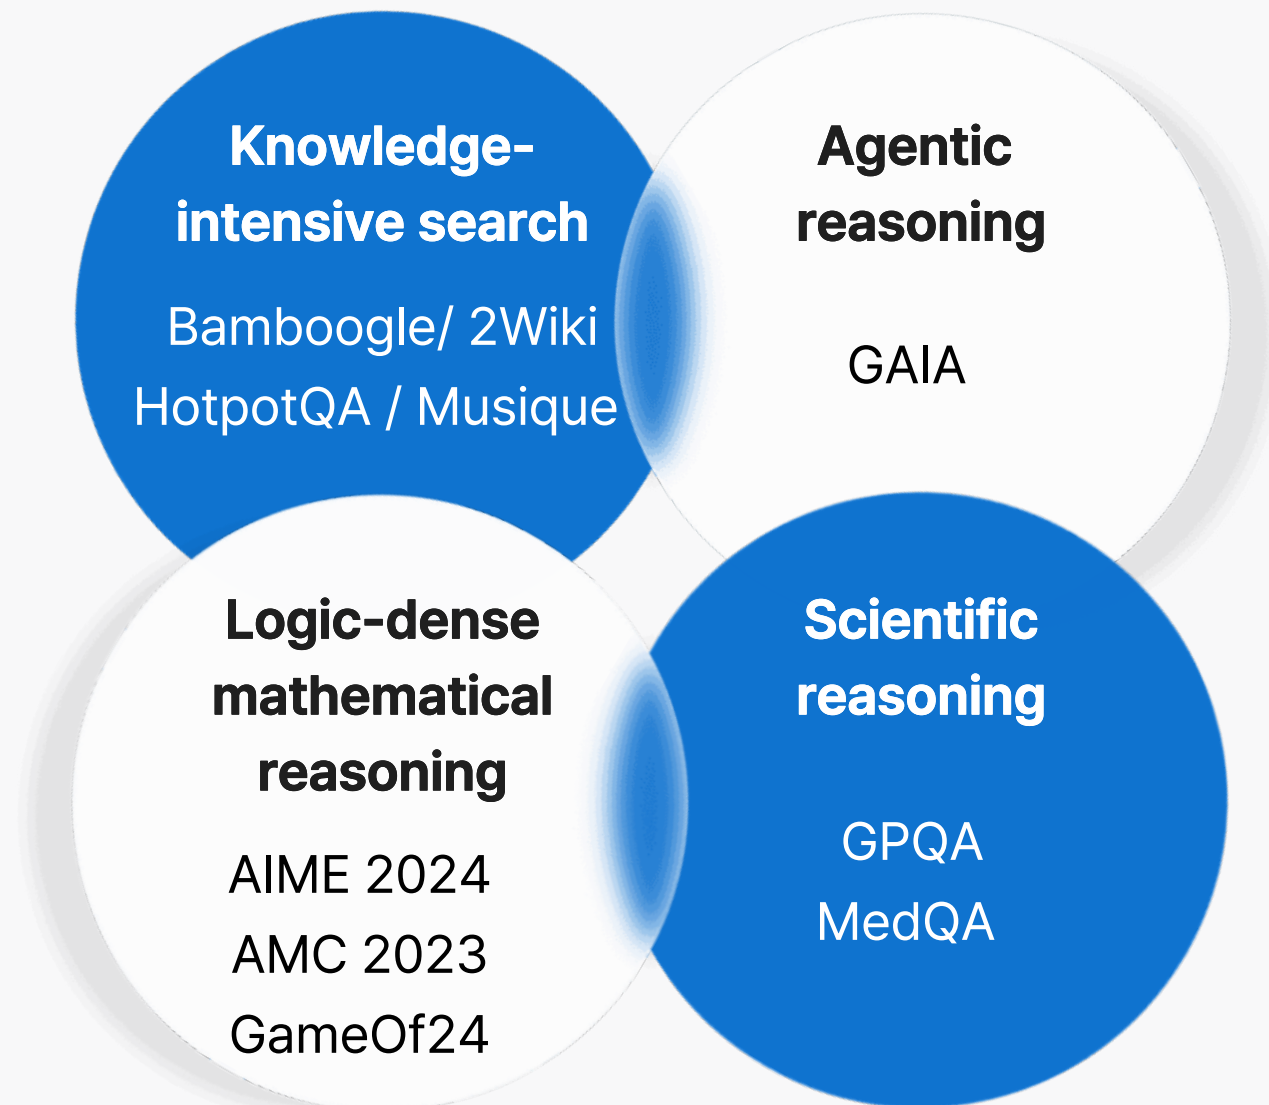 Knowledge-
intensive search
Bamboogle/ 2Wiki
HotpotQA / Musique
Agentic
reasoning
GAIA
Logic-dense
mathematical
reasoning
AIME 2024
AMC 2023
GameOf24
Scientific
reasoning
GPQA
MedQA